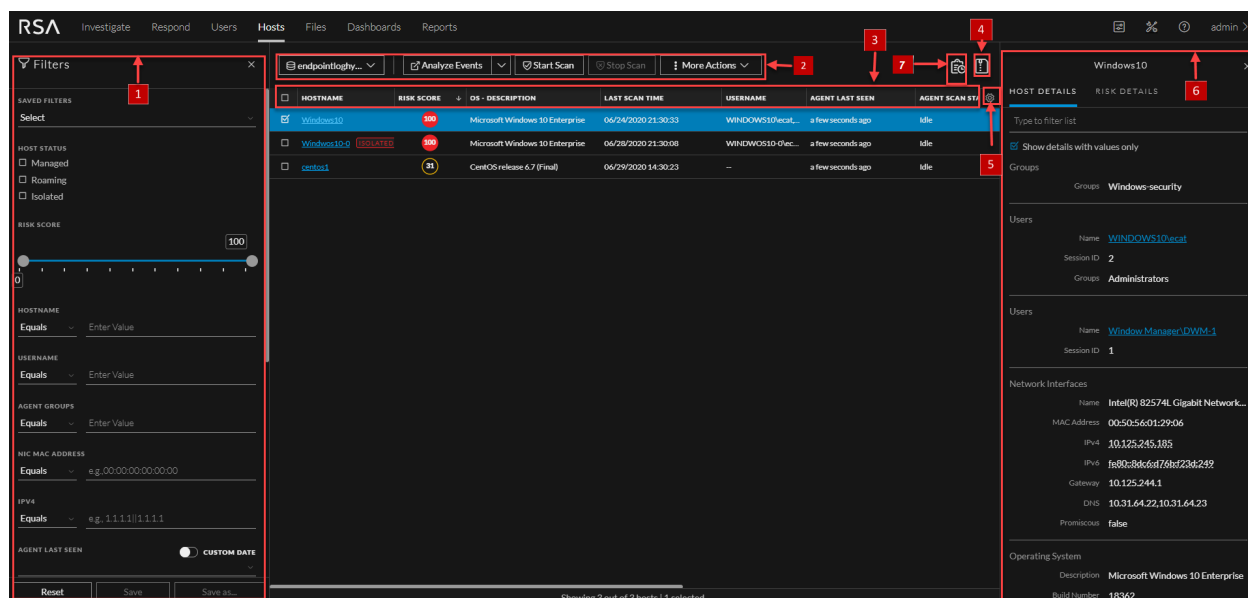 RSA Investigate Respond Users Hosts Files Dashboards Reports admin
Filters
1
SAVED FILTERS
Select
HOST STATUS
Managed
Roaming
Isolated
RISK SCORE
100
0
HOSTNAME
Equals Enter Value
USERNAME
Equals Enter Value
AGENT GROUPS
Equals Enter Value
NIC MAC ADDRESS
Equals e.g.,00:00:00:00:00:00
IPV4
Equals e.g., 1.1.1.1||1.1.1.1
AGENT LAST SEEN CUSTOM DATE
Reset Save Save as...
endpointloghy... Analyze Events Start Scan Stop Scan More Actions
2
3
7
4
HOSTNAME RISK SCORE OS - DESCRIPTION LAST SCAN TIME USERNAME AGENT LAST SEEN AGENT SCAN STA
Windows10 100 Microsoft Windows 10 Enterprise 06/24/2020 21:30:33 WINDOWS10\ecat,... a few seconds ago Idle
Windwos10-0 ISOLATED 100 Microsoft Windows 10 Enterprise 06/28/2020 21:30:08 WINDWOS10-0\ec... a few seconds ago Idle
centos1 31 CentOS release 6.7 (Final) 06/29/2020 14:30:23 -- a few seconds ago Idle
5
Showing 3 out of 3 hosts | 1 selected
Windows10
6
HOST DETAILS RISK DETAILS
Type to filter list
Show details with values only
Groups
Groups Windows-security
Users
Name WINDOWS10\ecat
Session ID 2
Groups Administrators
Users
Name Window Manager\DWM-1
Session ID 1
Network Interfaces
Name Intel(R) 82574L Gigabit Network...
MAC Address 00:50:56:01:29:06
IPv4 10.125.245.185
IPv6 fe80::8dc6:d76b:f23d:249
Gateway 10.125.244.1
DNS 10.31.64.22,10.31.64.23
Promiscous false
Operating System
Description Microsoft Windows 10 Enterprise
Build Number 18362